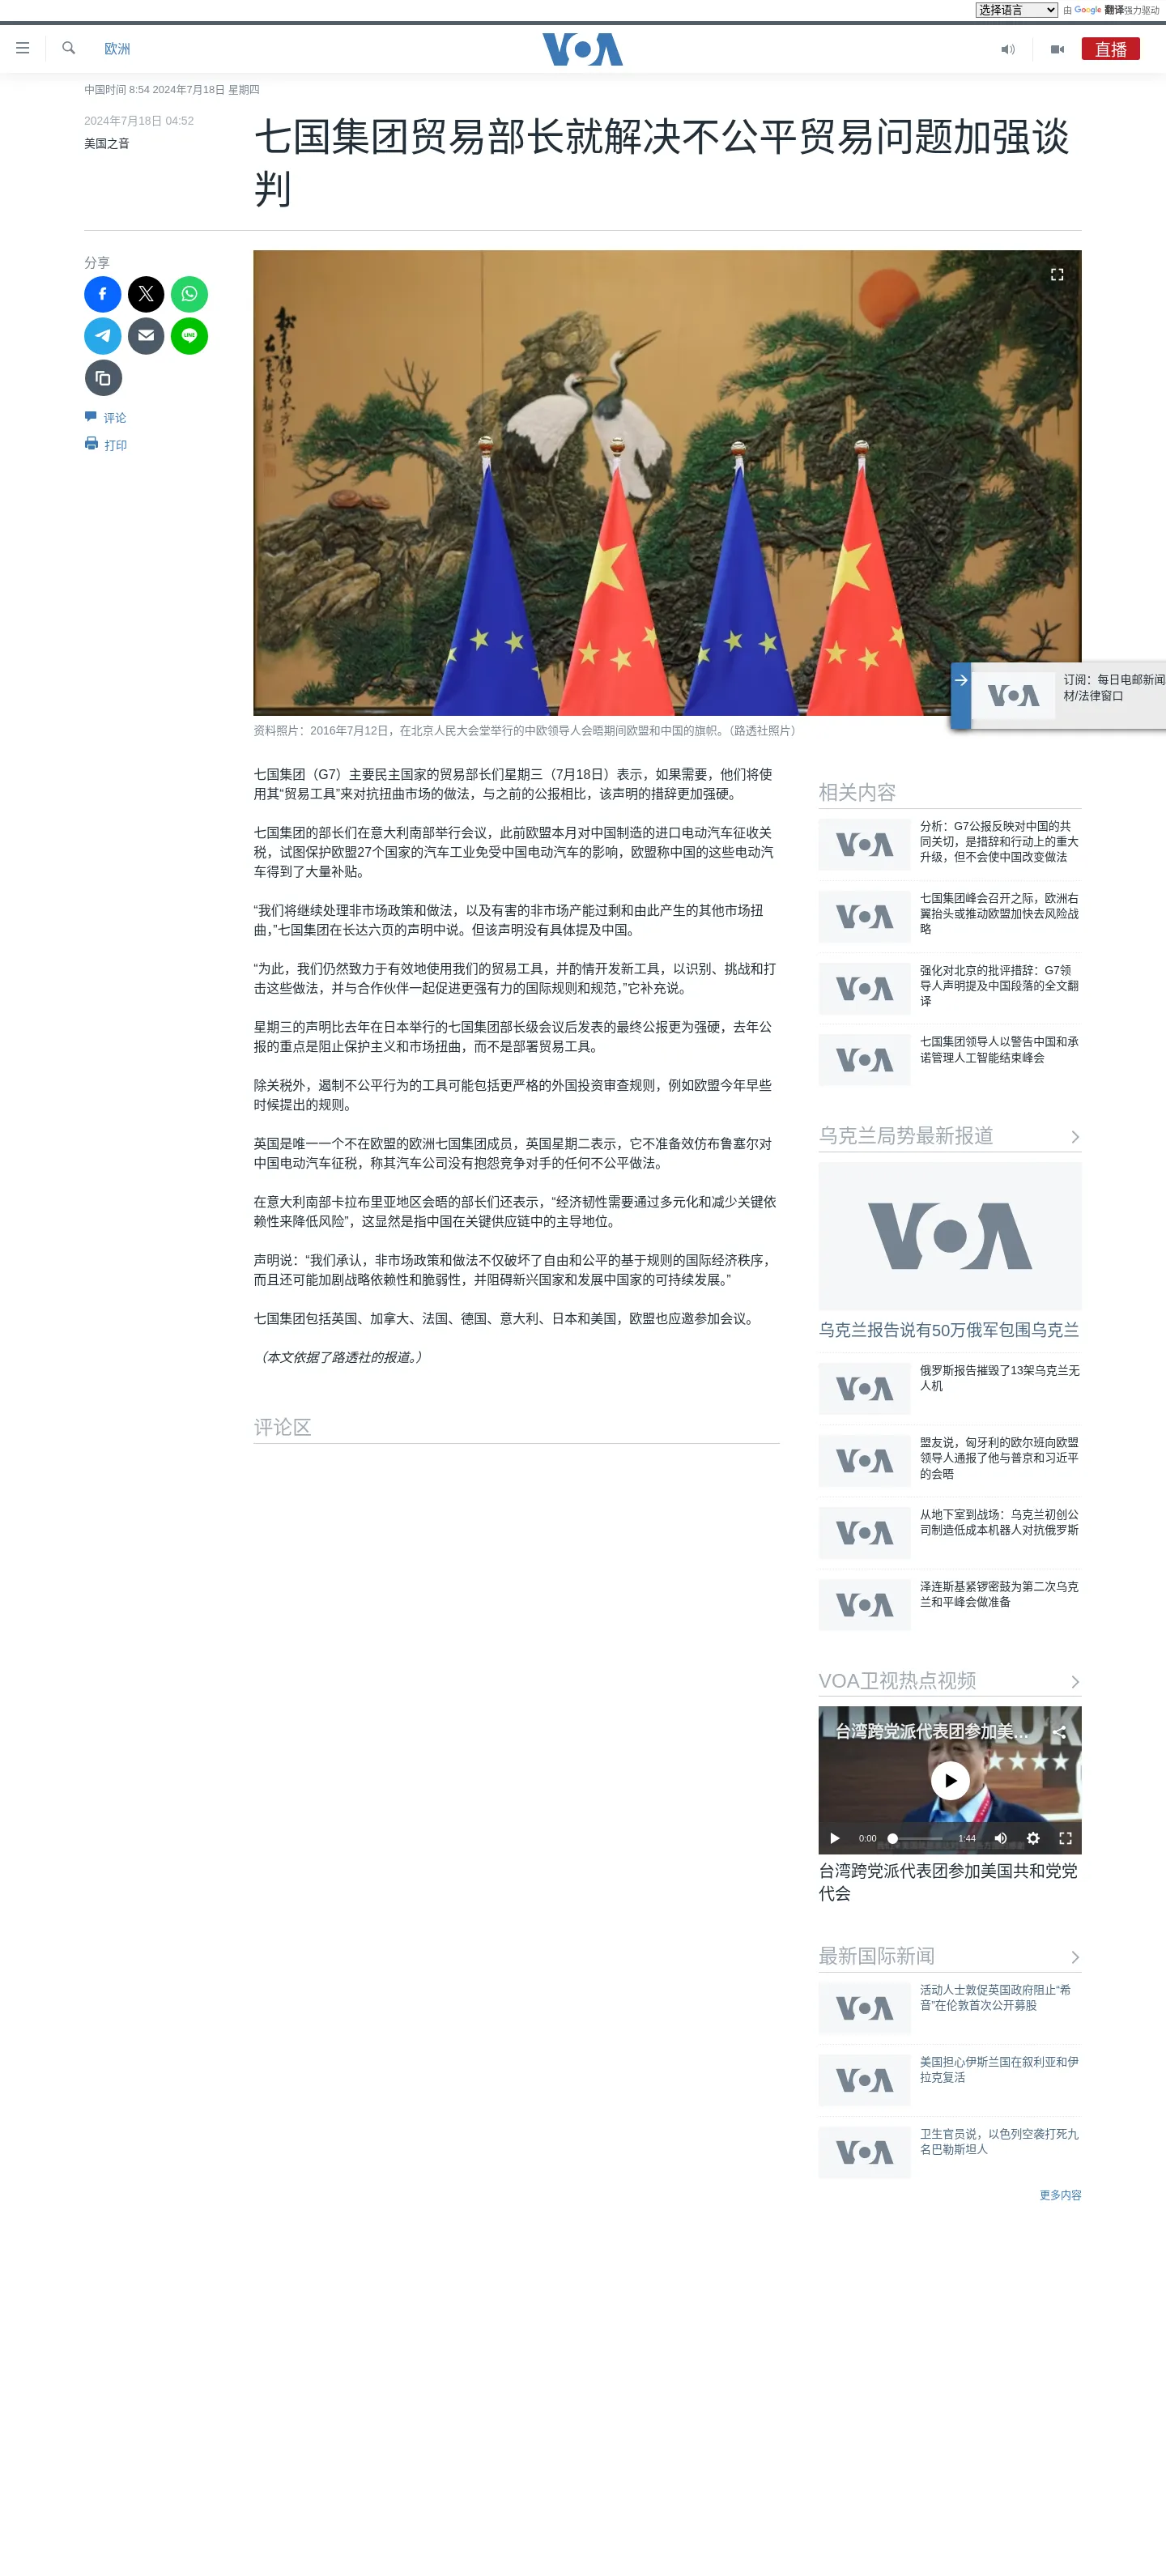 选择语言
由 Google 翻译强力驱动
欧洲
VOA
直播
中国时间 8:54 2024年7月18日 星期四
2024年7月18日 04:52
美国之音
七国集团贸易部长就解决不公平贸易问题加强谈
判
分享
LINE
评论
打印
订阅：每日电邮新闻
材/法律窗口
资料照片：2016年7月12日，在北京人民大会堂举行的中欧领导人会晤期间欧盟和中国的旗帜。（路透社照片）
七国集团（G7）主要民主国家的贸易部长们星期三（7月18日）表示，如果需要，他们将使
用其“贸易工具”来对抗扭曲市场的做法，与之前的公报相比，该声明的措辞更加强硬。
七国集团的部长们在意大利南部举行会议，此前欧盟本月对中国制造的进口电动汽车征收关
税，试图保护欧盟27个国家的汽车工业免受中国电动汽车的影响，欧盟称中国的这些电动汽
车得到了大量补贴。
“我们将继续处理非市场政策和做法，以及有害的非市场产能过剩和由此产生的其他市场扭
曲，”七国集团在长达六页的声明中说。但该声明没有具体提及中国。
“为此，我们仍然致力于有效地使用我们的贸易工具，并酌情开发新工具，以识别、挑战和打
击这些做法，并与合作伙伴一起促进更强有力的国际规则和规范，”它补充说。
星期三的声明比去年在日本举行的七国集团部长级会议后发表的最终公报更为强硬，去年公
报的重点是阻止保护主义和市场扭曲，而不是部署贸易工具。
除关税外，遏制不公平行为的工具可能包括更严格的外国投资审查规则，例如欧盟今年早些
时候提出的规则。
英国是唯一一个不在欧盟的欧洲七国集团成员，英国星期二表示，它不准备效仿布鲁塞尔对
中国电动汽车征税，称其汽车公司没有抱怨竞争对手的任何不公平做法。
在意大利南部卡拉布里亚地区会晤的部长们还表示，“经济韧性需要通过多元化和减少关键依
赖性来降低风险”，这显然是指中国在关键供应链中的主导地位。
声明说：“我们承认，非市场政策和做法不仅破坏了自由和公平的基于规则的国际经济秩序，
而且还可能加剧战略依赖性和脆弱性，并阻碍新兴国家和发展中国家的可持续发展。”
七国集团包括英国、加拿大、法国、德国、意大利、日本和美国，欧盟也应邀参加会议。
（本文依据了路透社的报道。）
评论区
相关内容
分析：G7公报反映对中国的共
同关切，是措辞和行动上的重大
升级，但不会使中国改变做法
七国集团峰会召开之际，欧洲右
翼抬头或推动欧盟加快去风险战
略
强化对北京的批评措辞：G7领
导人声明提及中国段落的全文翻
译
七国集团领导人以警告中国和承
诺管理人工智能结束峰会
乌克兰局势最新报道
VOA
乌克兰报告说有50万俄军包围乌克兰
俄罗斯报告摧毁了13架乌克兰无
人机
盟友说，匈牙利的欧尔班向欧盟
领导人通报了他与普京和习近平
的会晤
从地下室到战场：乌克兰初创公
司制造低成本机器人对抗俄罗斯
泽连斯基紧锣密鼓为第二次乌克
兰和平峰会做准备
VOA卫视热点视频
台湾跨党派代表团参加美...
0:00
1:44
台湾跨党派代表团参加美国共和党党
代会
最新国际新闻
活动人士敦促英国政府阻止“希
音”在伦敦首次公开募股
美国担心伊斯兰国在叙利亚和伊
拉克复活
卫生官员说，以色列空袭打死九
名巴勒斯坦人
更多内容